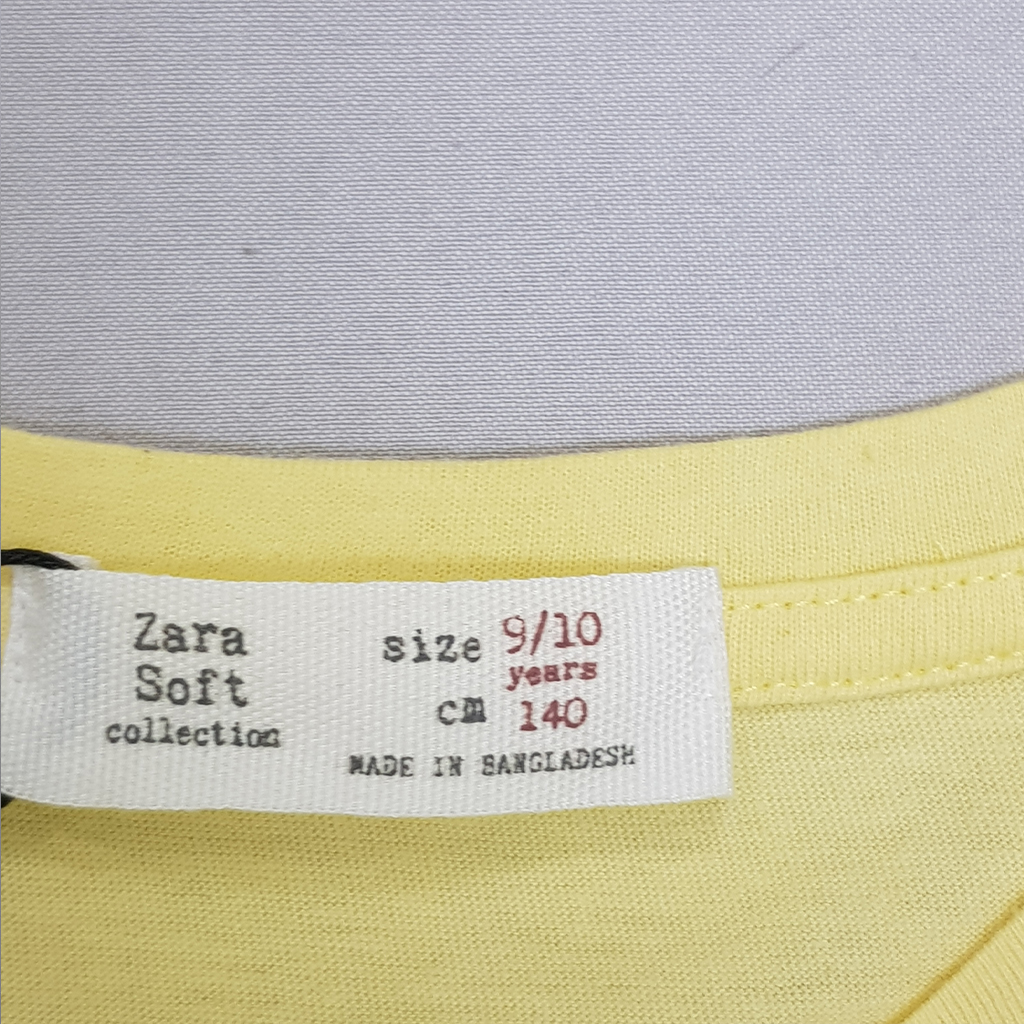 Zara
Soft
collection
size 9/10
years
cm 140
MADE IN BANGLADESH